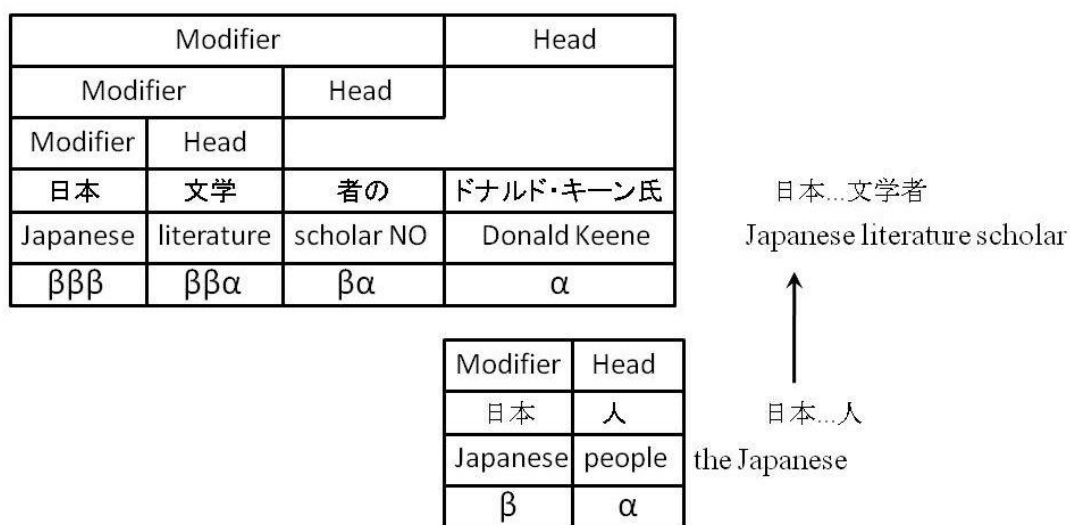 Modifier Head
Modifier Head
Modifier Head
日本 文学 者の ドナルド・キーン氏 日本...文学者
Japanese literature scholar NO Donald Keene Japanese literature scholar
βββ ββα βα α
Modifier Head
日本 人 日本...人
Japanese people the Japanese
β α